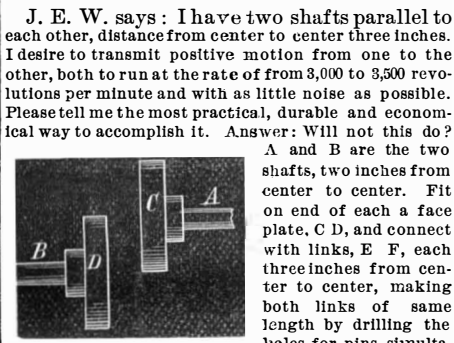 J. E. W. says: I have two shafts parallel to
each other, distance from center to center three inches.
I desire to transmit positive motion from one to the
other, both to run at the rate of from 3,000 to 3,500 revo-
lutions per minute and with as little noise as possible.
Please tell me the most practical, durable and econom-
ical way to accomplish it. Answer: Will not this do?
A and B are the two
shafts, two inches from
center to center. Fit
on end of each a face
plate, C D, and connect
with links, E F, each
three inches from cen-
ter to center, making
both links of same
length by drilling the
holes for pins simulta-
C
A
B
D